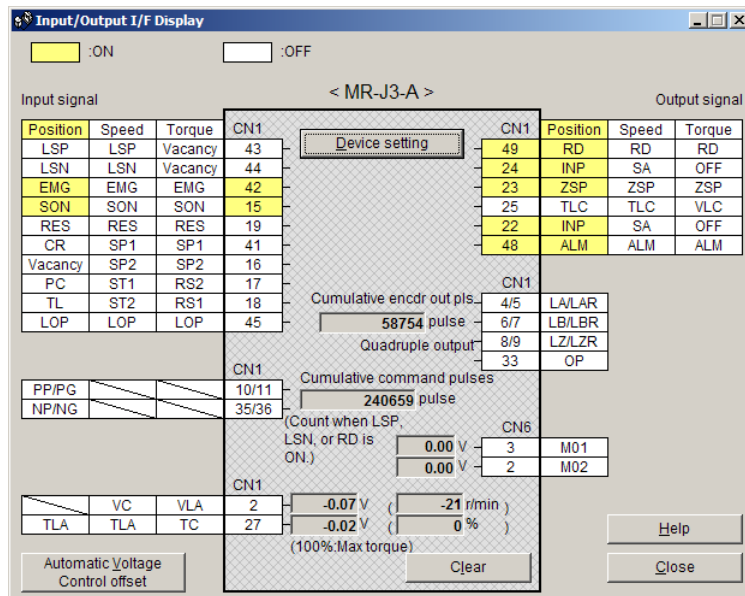 Input/Output I/F Display
:ON :OFF
Input signal < MR-J3-A > Output signal
Position Speed Torque CN1 Device setting CN1 Position Speed Torque
LSP LSP Vacancy 43 49 RD RD RD
LSN LSN Vacancy 44 24 INP SA OFF
EMG EMG EMG 42 23 ZSP ZSP ZSP
SON SON SON 15 25 TLC TLC VLC
RES RES RES 19 22 INP SA OFF
CR SP1 SP1 41 48 ALM ALM ALM
Vacancy SP2 SP2 16
PC ST1 RS2 17 CN1
TL ST2 RS1 18 Cumulative encdr out pls 4/5 LA/LAR
LOP LOP LOP 45 58754 pulse 6/7 LB/LBR
Quadruple output 8/9 LZ/LZR
33 OP
CN1 Cumulative command pulses
PP/PG 10/11 240659 pulse
NP/NG 35/36
(Count when LSP, LSN, or RD is ON.)
CN6
0.00 V 3 M01
0.00 V 2 M02
CN1
VC VLA 2 -0.07 V ( -21 r/min )
TLA TLA TC 27 -0.02 V ( 0 % )
(100%:Max torque)
Help
Automatic Voltage Control offset Clear Close